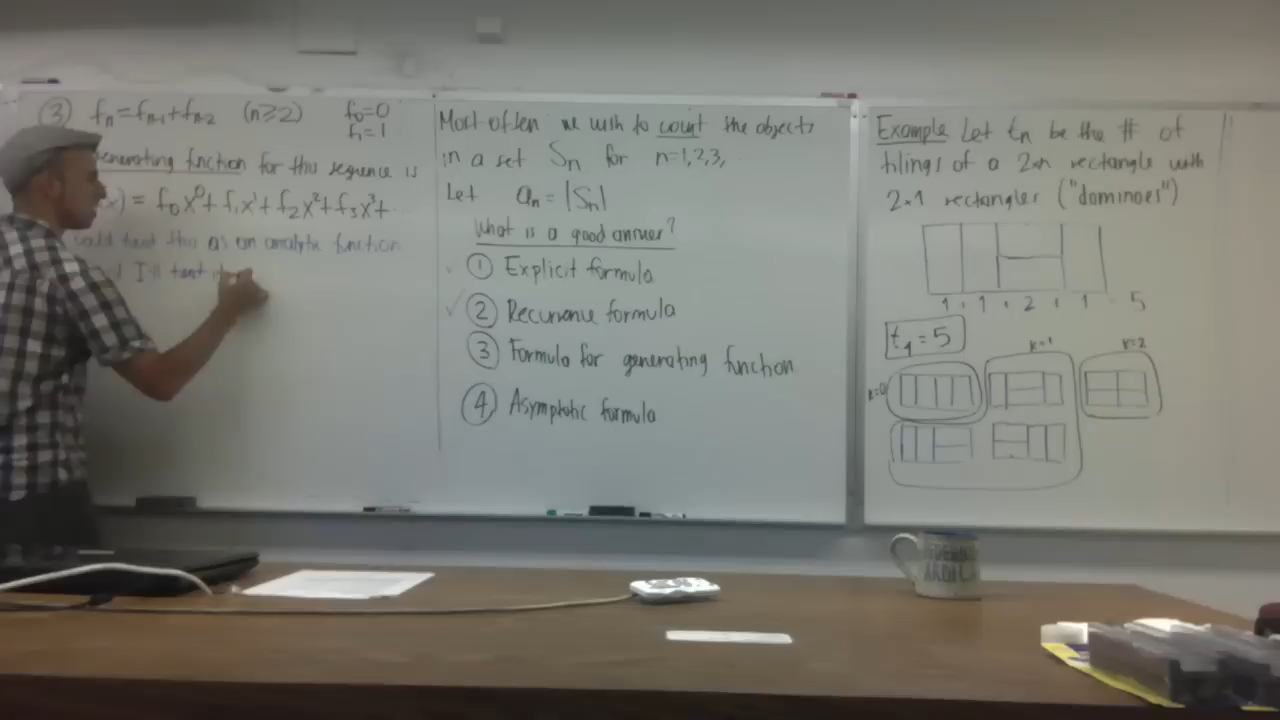 ③ fn = fn-1 + fn-2 (n≥2) f0=0
f1=1
generating function for this sequence is
) = f0x⁰ + f1x¹ + f2x² + f3x³ + ...
this as an analytic function
I'll
Most often we wish to count the objects
in a set Sn for n=1,2,3,
Let an = |Sn|
What is a good answer?
① Explicit formula
② Recursive formula
③ Formula for generating function
④ Asymptotic formula
Example Let tn be the # of
tilings of a 2×n rectangle with
2×1 rectangles ("dominoes")
1 + 1 + 2 + 1 = 5
t4 = 5
K=0
K=1
K=2